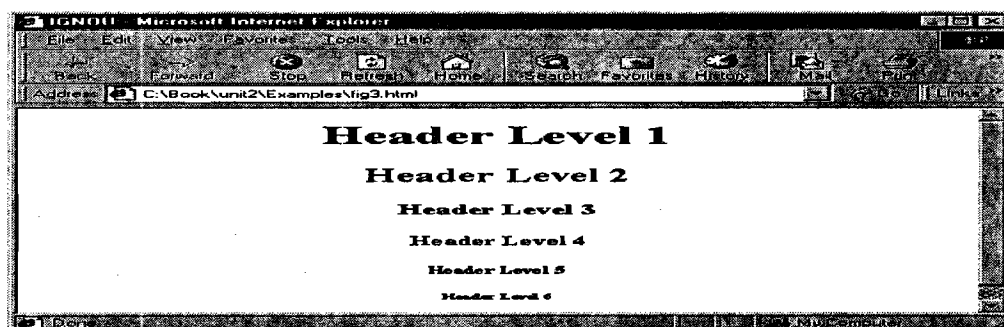 IGNOU - Microsoft Internet Explorer
File Edit View Favorites Tools Help
Back Forward Stop Refresh Home Search Favorites History Mail Print
Address C:\Book\unit2\Examples\fig3.html Go Links
Header Level 1
Header Level 2
Header Level 3
Header Level 4
Header Level 5
Header Level 6
Done My Computer